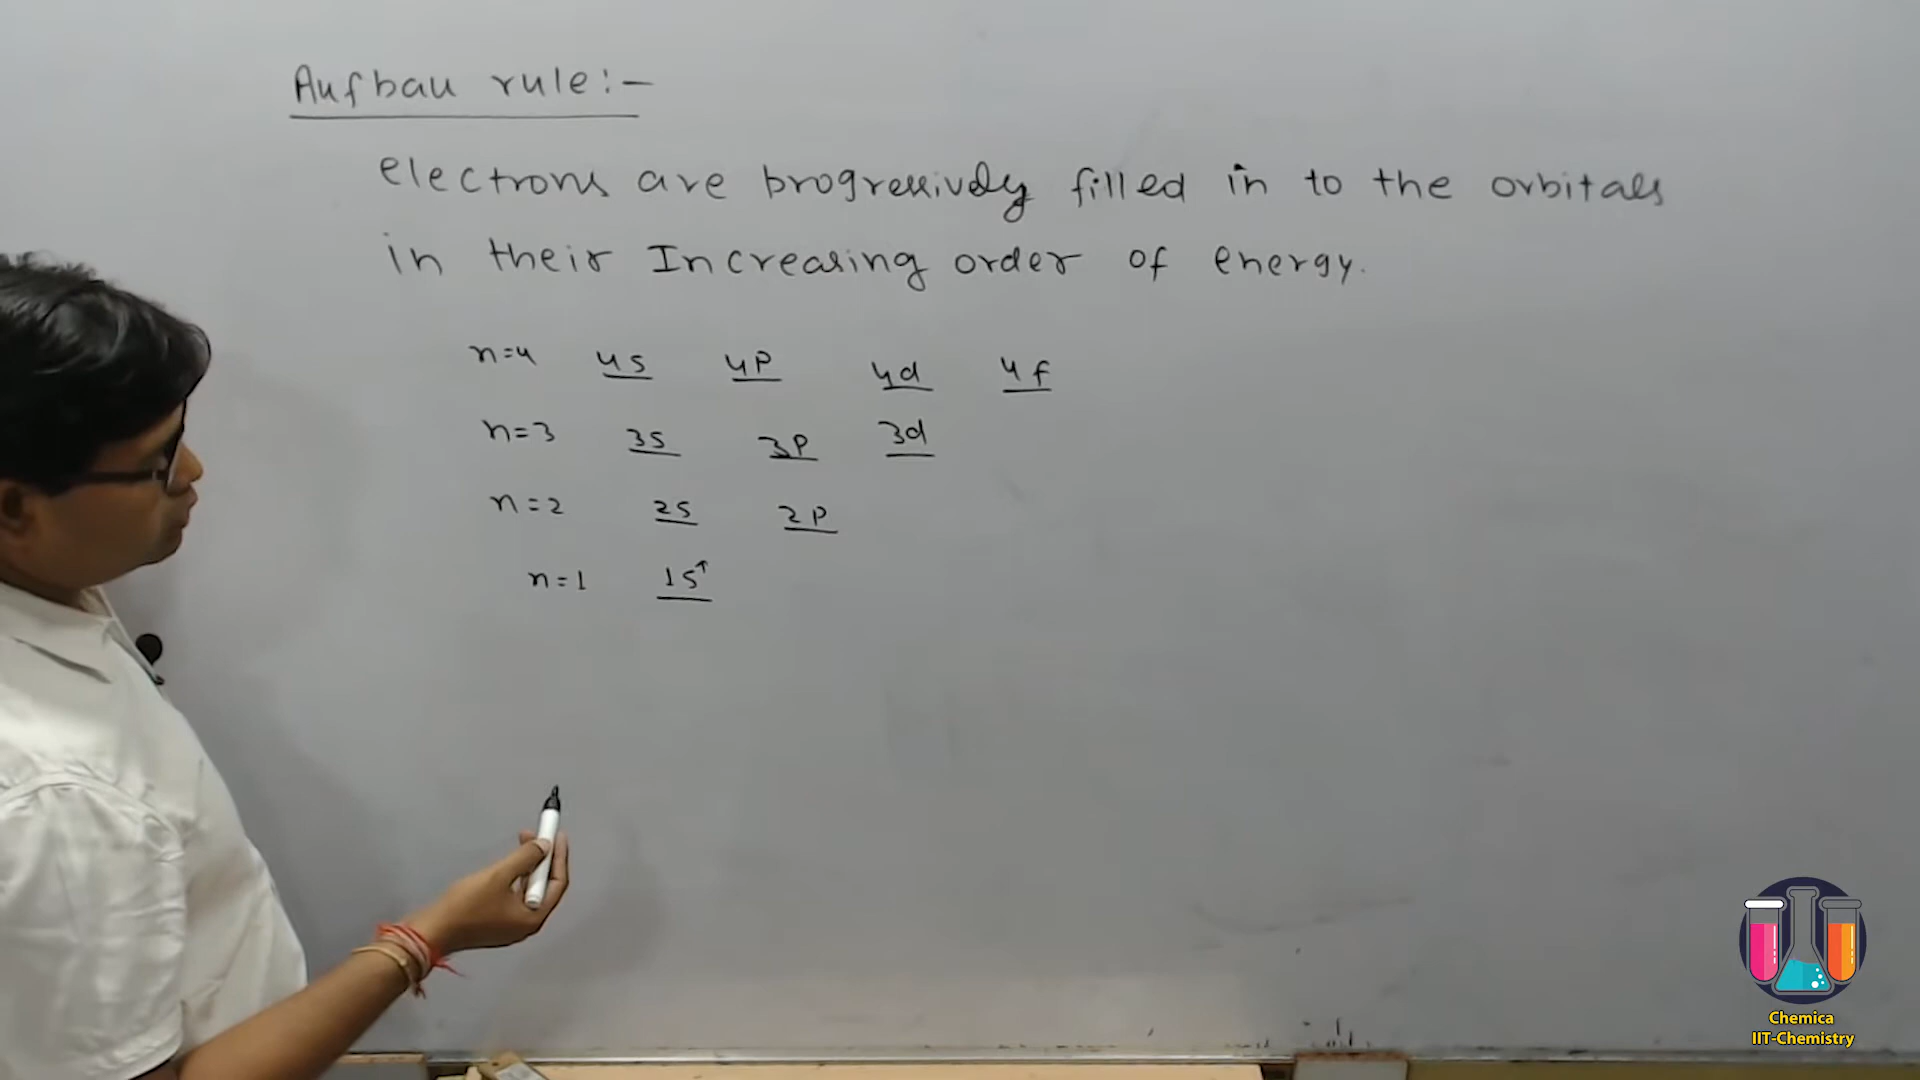 Aufbau rule:-
electrons are progressively filled in to the orbitals
in their Increasing order of energy.
n=4 4s 4p 4d 4f
n=3 3s 3p 3d
n=2 2s 2p
n=1 1s↑
Chemica
IIT-Chemistry